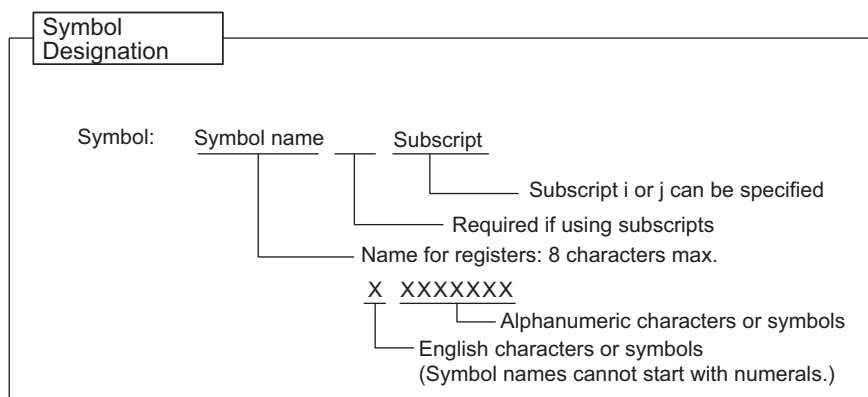 Symbol
Designation
Symbol: Symbol name Subscript
Subscript i or j can be specified
Required if using subscripts
Name for registers: 8 characters max.
X XXXXXXX
Alphanumeric characters or symbols
English characters or symbols
(Symbol names cannot start with numerals.)